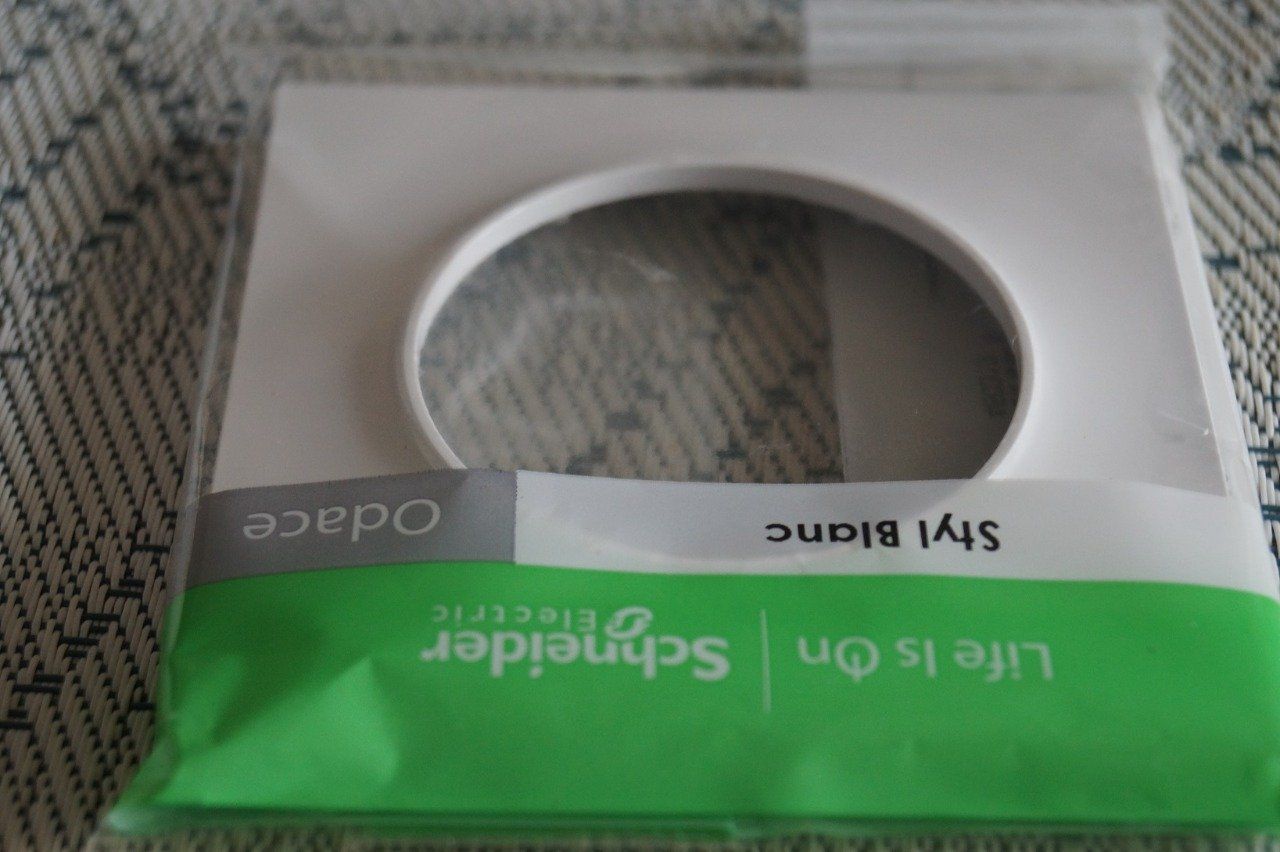 Life Is On | Schneider
Electric
Styl Blanc
Odace